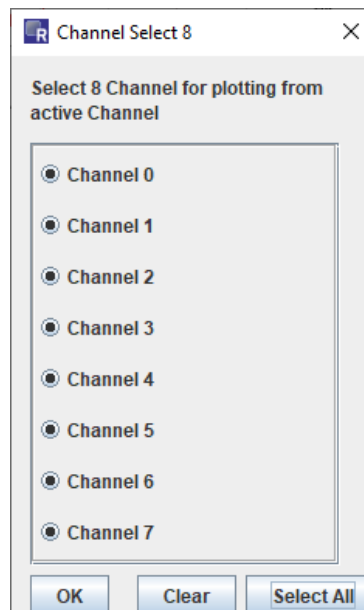 R Channel Select 8
Select 8 Channel for plotting from
active Channel
Channel 0
Channel 1
Channel 2
Channel 3
Channel 4
Channel 5
Channel 6
Channel 7
OK Clear Select All